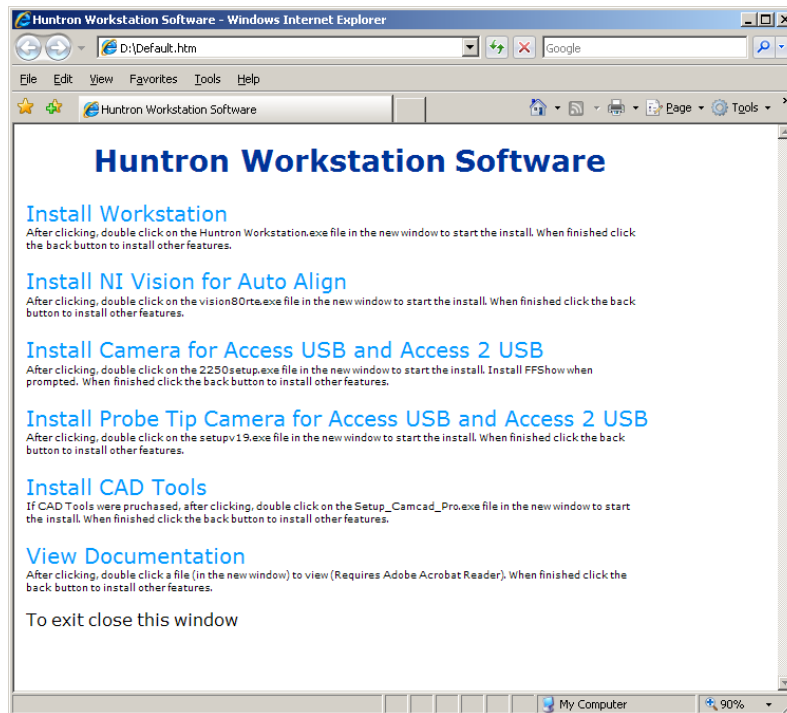 Huntron Workstation Software - Windows Internet Explorer
D:\Default.htm
Google
File Edit View Favorites Tools Help
Huntron Workstation Software
Page Tools
Huntron Workstation Software
Install Workstation
After clicking, double click on the Huntron Workstation.exe file in the new window to start the install. When finished click
the back button to install other features.
Install NI Vision for Auto Align
After clicking, double click on the vision80rte.exe file in the new window to start the install. When finished click the back
button to install other features.
Install Camera for Access USB and Access 2 USB
After clicking, double click on the 2250setup.exe file in the new window to start the install. Install FFShow when
prompted. When finished click the back button to install other features.
Install Probe Tip Camera for Access USB and Access 2 USB
After clicking, double click on the setupv19.exe file in the new window to start the install. When finished click the back
button to install other features.
Install CAD Tools
If CAD Tools were pruchased, after clicking, double click on the Setup_Camcad_Pro.exe file in the new window to start
the install. When finished click the back button to install other features.
View Documentation
After clicking, double click a file (in the new window) to view (Requires Adobe Acrobat Reader). When finished click the
back button to install other features.
To exit close this window
My Computer
90%